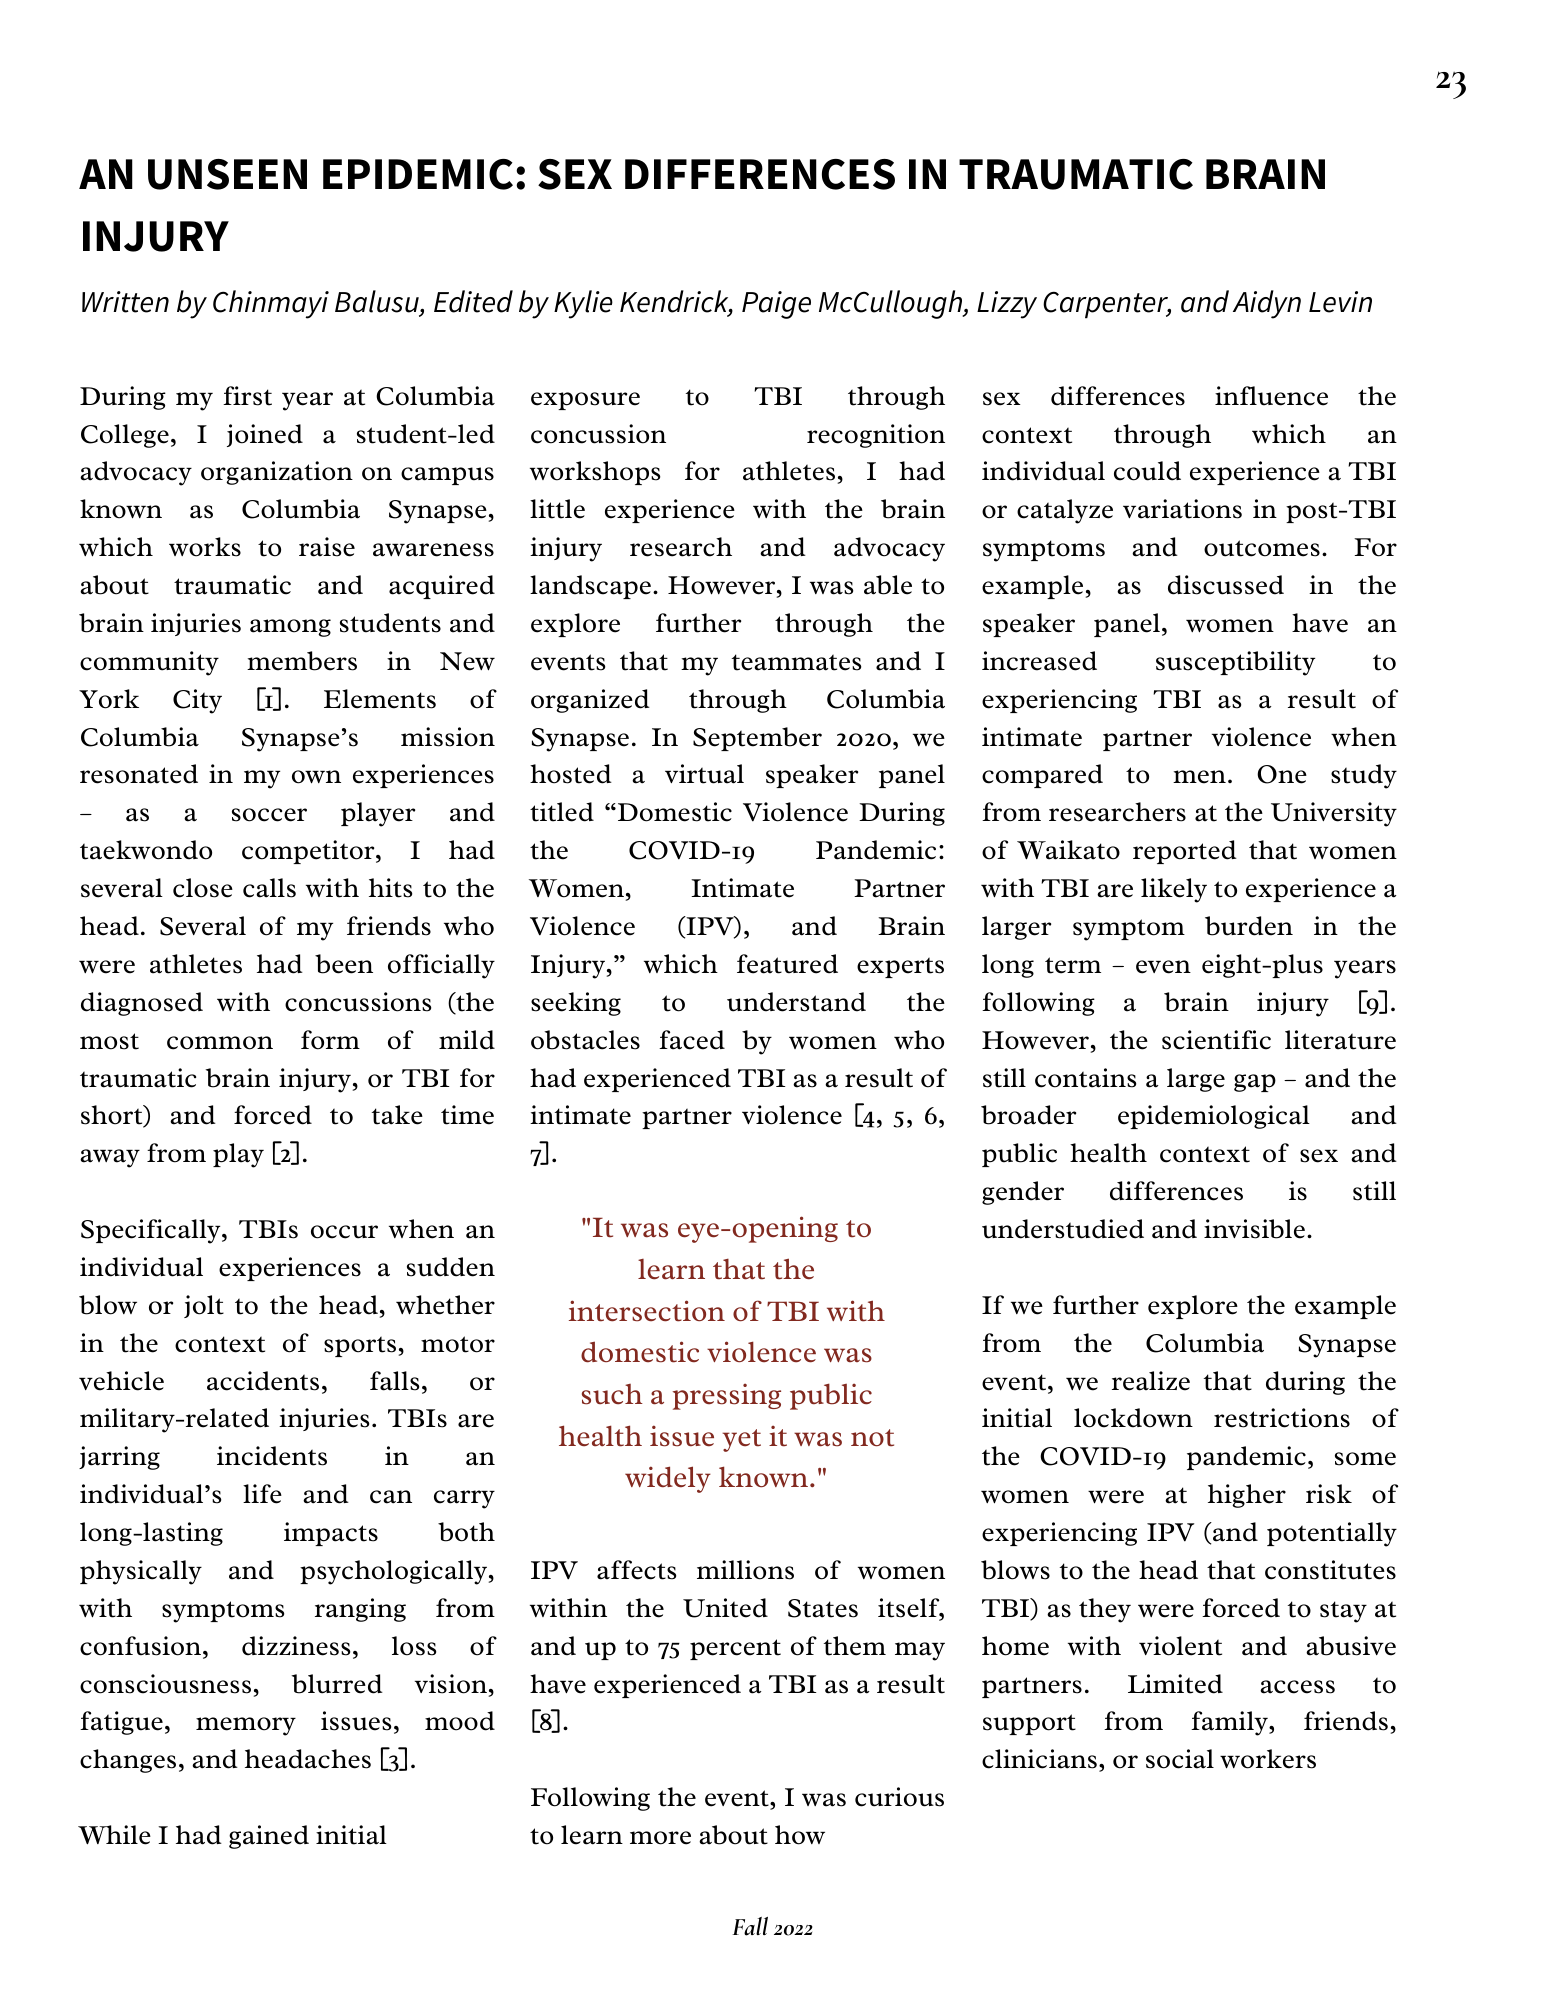 23
AN UNSEEN EPIDEMIC: SEX DIFFERENCES IN TRAUMATIC BRAIN
INJURY
Written by Chinmayi Balusu, Edited by Kylie Kendrick, Paige McCullough, Lizzy Carpenter, and Aidyn Levin
During my first year at Columbia
College, I joined a student-led
advocacy organization on campus
known as Columbia Synapse,
which works to raise awareness
about traumatic and acquired
brain injuries among students and
community members in New
York City [1]. Elements of
Columbia Synapse’s mission
resonated in my own experiences
– as a soccer player and
taekwondo competitor, I had
several close calls with hits to the
head. Several of my friends who
were athletes had been officially
diagnosed with concussions (the
most common form of mild
traumatic brain injury, or TBI for
short) and forced to take time
away from play [2].
Specifically, TBIs occur when an
individual experiences a sudden
blow or jolt to the head, whether
in the context of sports, motor
vehicle accidents, falls, or
military-related injuries. TBIs are
jarring incidents in an
individual’s life and can carry
long-lasting impacts both
physically and psychologically,
with symptoms ranging from
confusion, dizziness, loss of
consciousness, blurred vision,
fatigue, memory issues, mood
changes, and headaches [3].
While I had gained initial
exposure to TBI through
concussion recognition
workshops for athletes, I had
little experience with the brain
injury research and advocacy
landscape. However, I was able to
explore further through the
events that my teammates and I
organized through Columbia
Synapse. In September 2020, we
hosted a virtual speaker panel
titled “Domestic Violence During
the COVID-19 Pandemic:
Women, Intimate Partner
Violence (IPV), and Brain
Injury,” which featured experts
seeking to understand the
obstacles faced by women who
had experienced TBI as a result of
intimate partner violence [4, 5, 6,
7].
"It was eye-opening to
learn that the
intersection of TBI with
domestic violence was
such a pressing public
health issue yet it was not
widely known."
IPV affects millions of women
within the United States itself,
and up to 75 percent of them may
have experienced a TBI as a result
[8].
Following the event, I was curious
to learn more about how
sex differences influence the
context through which an
individual could experience a TBI
or catalyze variations in post-TBI
symptoms and outcomes. For
example, as discussed in the
speaker panel, women have an
increased susceptibility to
experiencing TBI as a result of
intimate partner violence when
compared to men. One study
from researchers at the University
of Waikato reported that women
with TBI are likely to experience a
larger symptom burden in the
long term – even eight-plus years
following a brain injury [9].
However, the scientific literature
still contains a large gap – and the
broader epidemiological and
public health context of sex and
gender differences is still
understudied and invisible.
If we further explore the example
from the Columbia Synapse
event, we realize that during the
initial lockdown restrictions of
the COVID-19 pandemic, some
women were at higher risk of
experiencing IPV (and potentially
blows to the head that constitutes
TBI) as they were forced to stay at
home with violent and abusive
partners. Limited access to
support from family, friends,
clinicians, or social workers
Fall 2022